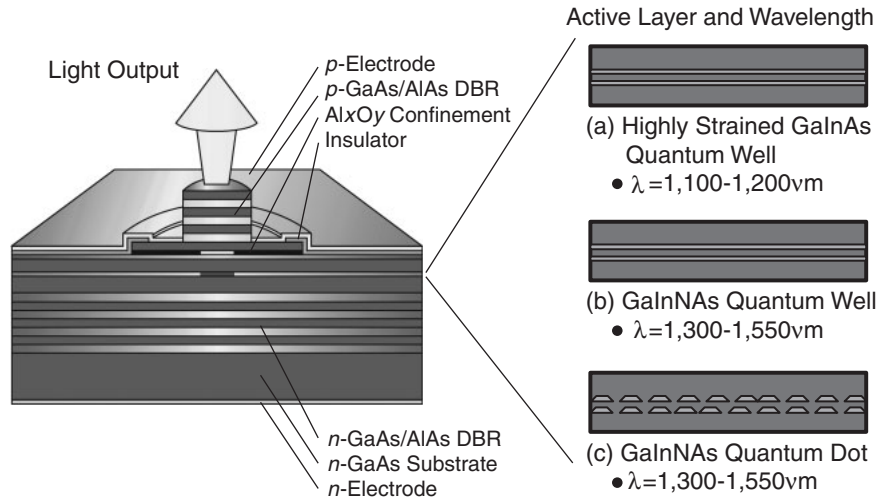 Active Layer and Wavelength
Light Output
p-Electrode
p-GaAs/AlAs DBR
AlxOy Confinement
Insulator
n-GaAs/AlAs DBR
n-GaAs Substrate
n-Electrode
(a) Highly Strained GaInAs
Quantum Well
● λ=1,100-1,200νm
(b) GaInNAs Quantum Well
● λ=1,300-1,550νm
(c) GaInNAs Quantum Dot
● λ=1,300-1,550νm